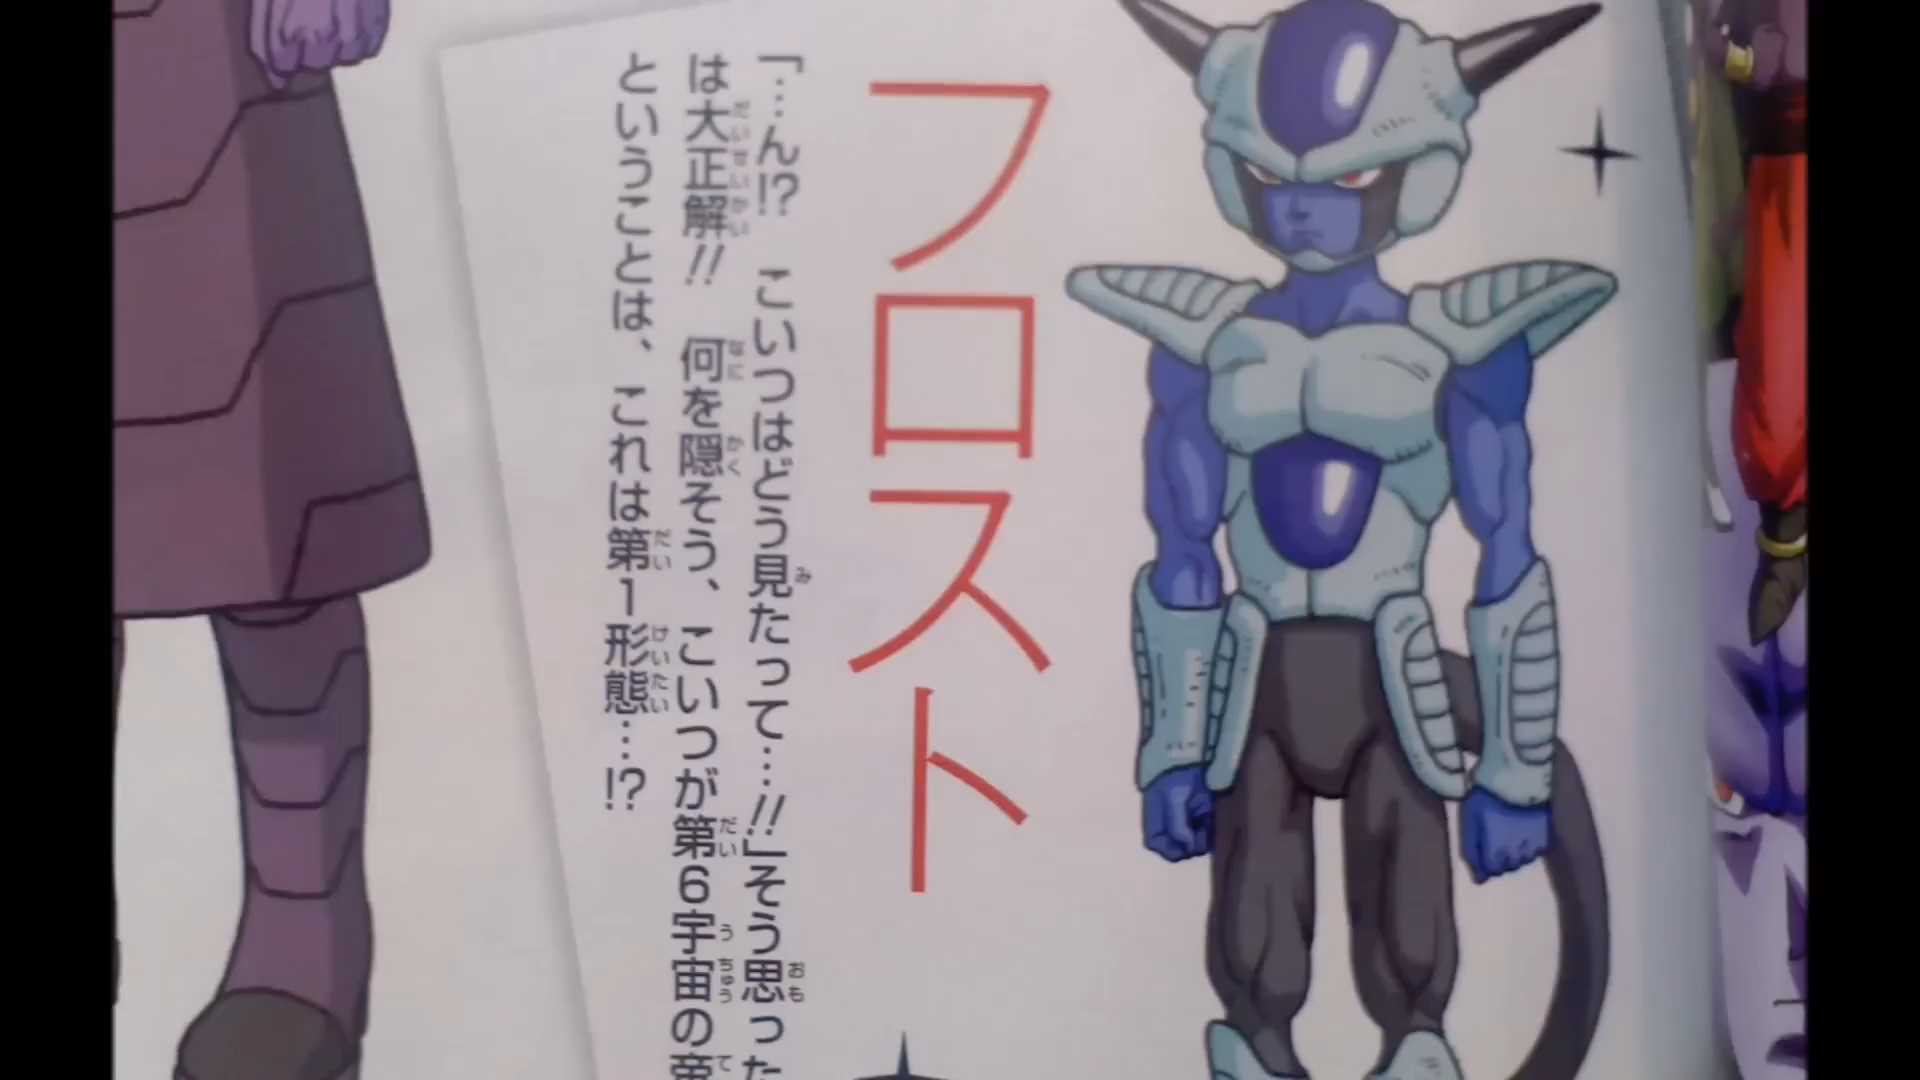 フロスト
「…ん!? こいつはどう見たって…!!」そう思った
は大正解!! 何を隠そう、こいつが第6宇宙の帝
ということは、これは第1形態…!?